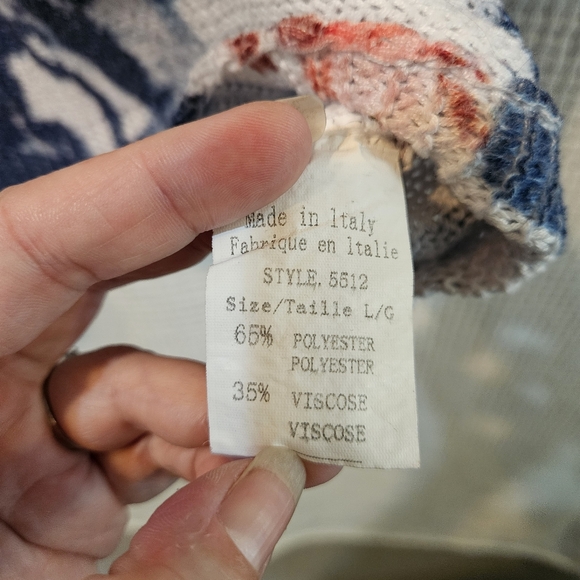 Made in Italy
Fabrique en Italie
STYLE. 5512
Size/Taille L/G
65% POLYESTER
POLYESTER
35% VISCOSE
VISCOSE